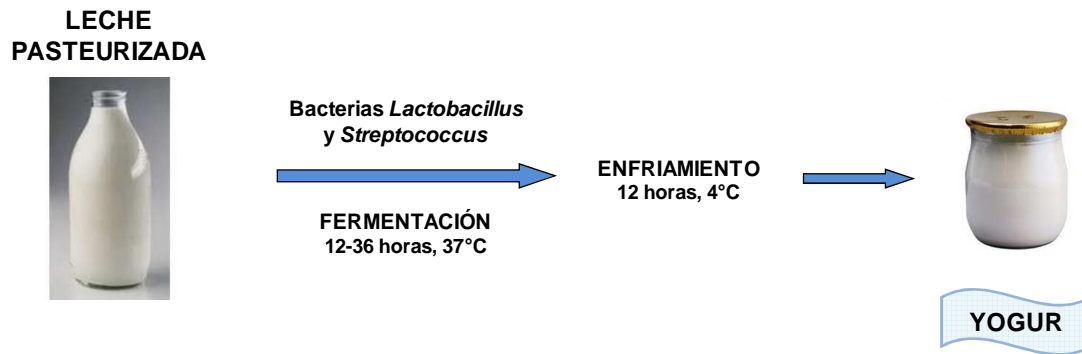 LECHE
PASTEURIZADA
Bacterias Lactobacillus
y Streptococcus
FERMENTACIÓN
12-36 horas, 37°C
ENFRIAMIENTO
12 horas, 4°C
YOGUR